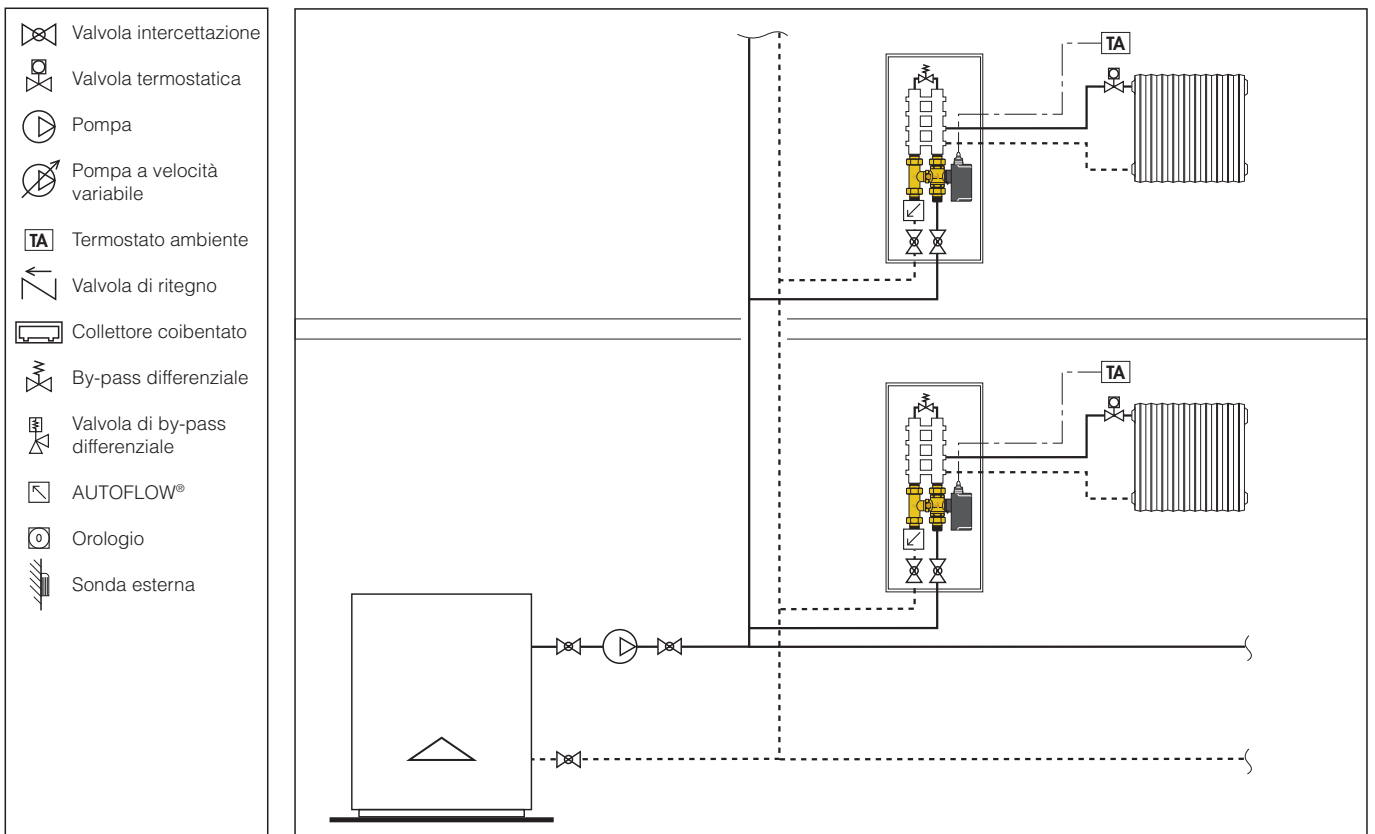 Valvola intercettazione
Valvola termostatica
Pompa
Pompa a velocità
variabile
TA Termostato ambiente
Valvola di ritegno
Collettore coibentato
By-pass differenziale
Valvola di by-pass
differenziale
AUTOFLOW®
0 Orologio
Sonda esterna
TA
TA